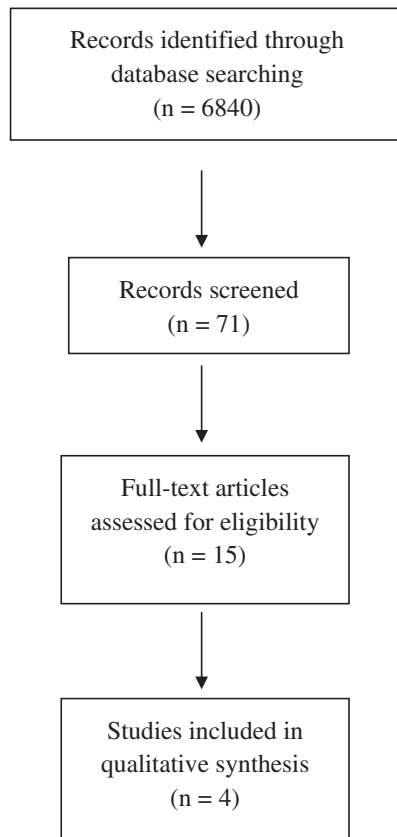 Records identified through
database searching
(n = 6840)
Records screened
(n = 71)
Full-text articles
assessed for eligibility
(n = 15)
Studies included in
qualitative synthesis
(n = 4)